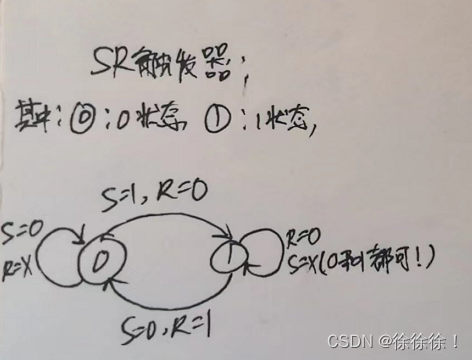 SR触发器;
其中:⓪:0状态, ①:1状态,
S=1, R=0
S=0
R=X
0
1
R=0
S=X(0和1都可!)
S=0,R=1
CSDN @徐徐徐!